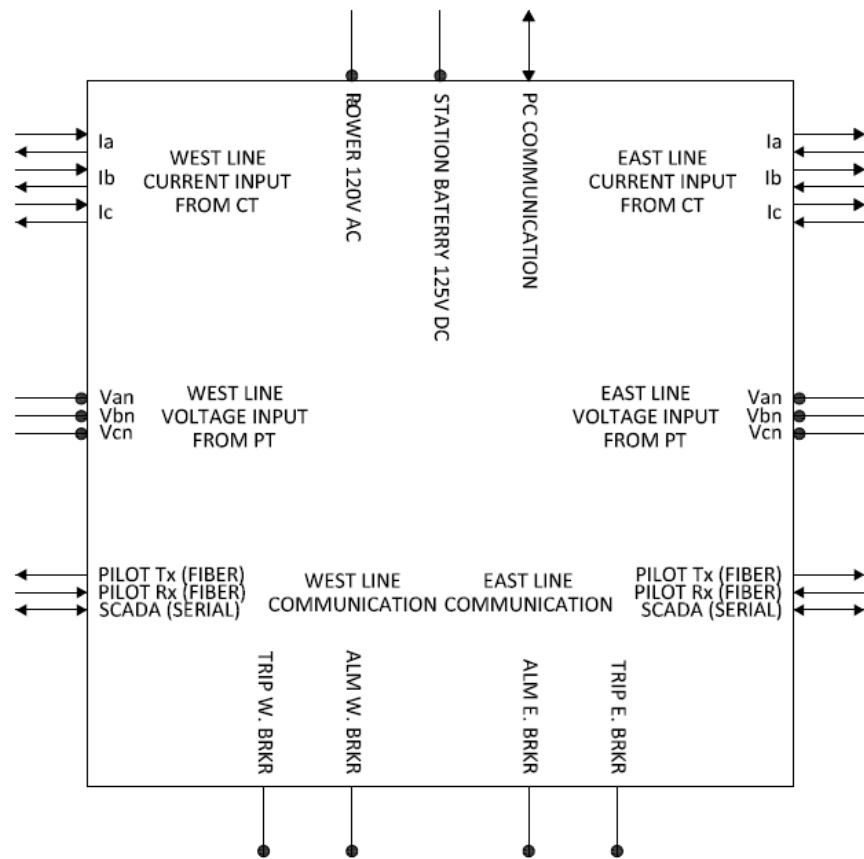 POWER 120V AC
STATION BATERRY 125V DC
PC COMMUNICATION
Ia
Ib
Ic
WEST LINE
CURRENT INPUT
FROM CT
EAST LINE
CURRENT INPUT
FROM CT
Ia
Ib
Ic
Van
Vbn
Vcn
WEST LINE
VOLTAGE INPUT
FROM PT
EAST LINE
VOLTAGE INPUT
FROM PT
Van
Vbn
Vcn
PILOT Tx (FIBER)
PILOT Rx (FIBER)
SCADA (SERIAL)
WEST LINE
COMMUNICATION
EAST LINE
COMMUNICATION
PILOT Tx (FIBER)
PILOT Rx (FIBER)
SCADA (SERIAL)
TRIP W. BRKR
ALM W. BRKR
ALM E. BRKR
TRIP E. BRKR